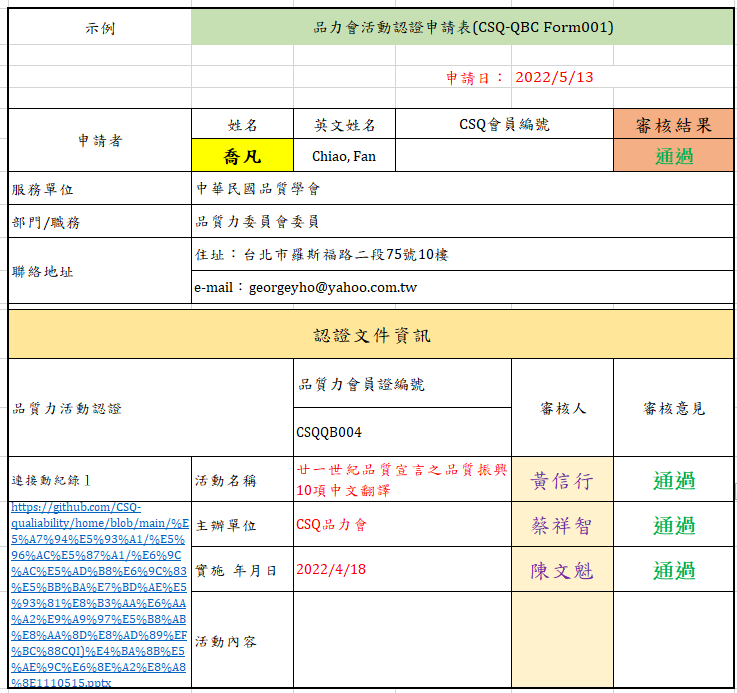 示例
品力會活動認證申請表(CSQ-QBC Form001)
申請日： 2022/5/13
申請者
姓名
英文姓名
CSQ會員編號
審核結果
喬凡
Chiao, Fan
通過
服務單位
中華民國品質學會
部門/職務
品質力委員會委員
聯絡地址
住址：台北市羅斯福路二段75號10樓
e-mail：georgeyho@yahoo.com.tw
認證文件資訊
品質力活動認證
品質力會員證編號
CSQQB004
審核人
審核意見
連接動紀錄1
活動名稱
廿一世紀品質宣言之品質振興
10項中文翻譯
黃信行
通過
https://github.com/CSQ-
qualiability/home/blob/main/%E
5%A7%94%E5%93%A1/%E5%
96%AC%E5%87%A1/%E6%9C
%AC%E5%AD%B8%E6%9C%83
%E5%BB%BA%E7%BD%AE%E5
%93%81%E8%B3%AA%E6%AA
%A2%E9%A9%97%E5%B8%AB
%E8%AA%8D%E8%AD%89%EF
%BC%88CQI)%E4%BA%8B%E5
%AE%9C%E6%8E%A2%E8%A8
%8E1110515.pptx
主辦單位
CSQ品力會
蔡祥智
通過
實施 年月日
2022/4/18
陳文魁
通過
活動內容